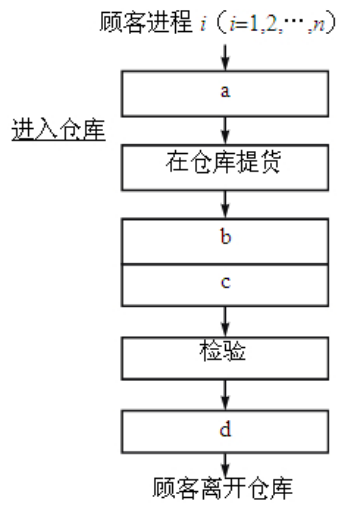 顾客进程 i（i=1,2,…,n）
a
进入仓库
在仓库提货
b
c
检验
d
顾客离开仓库